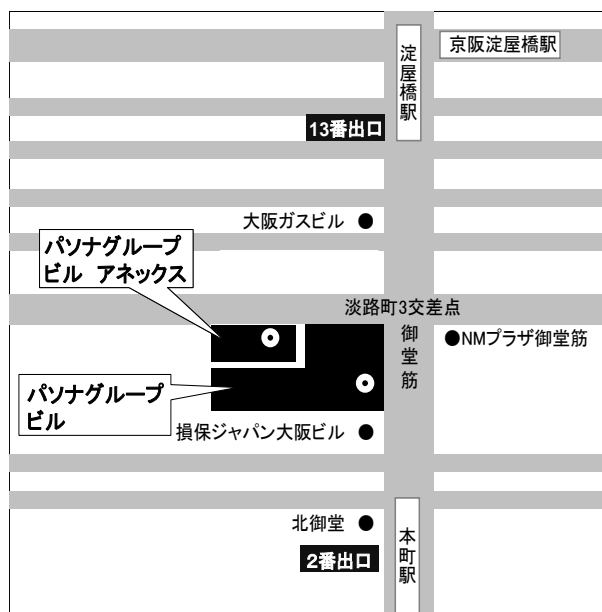 京阪淀屋橋駅
淀屋橋駅
13番出口
大阪ガスビル
パソナグループ
ビル アネックス
淡路町3交差点
御堂筋
NMプラザ御堂筋
パソナグループ
ビル
損保ジャパン大阪ビル
北御堂
2番出口
本町駅